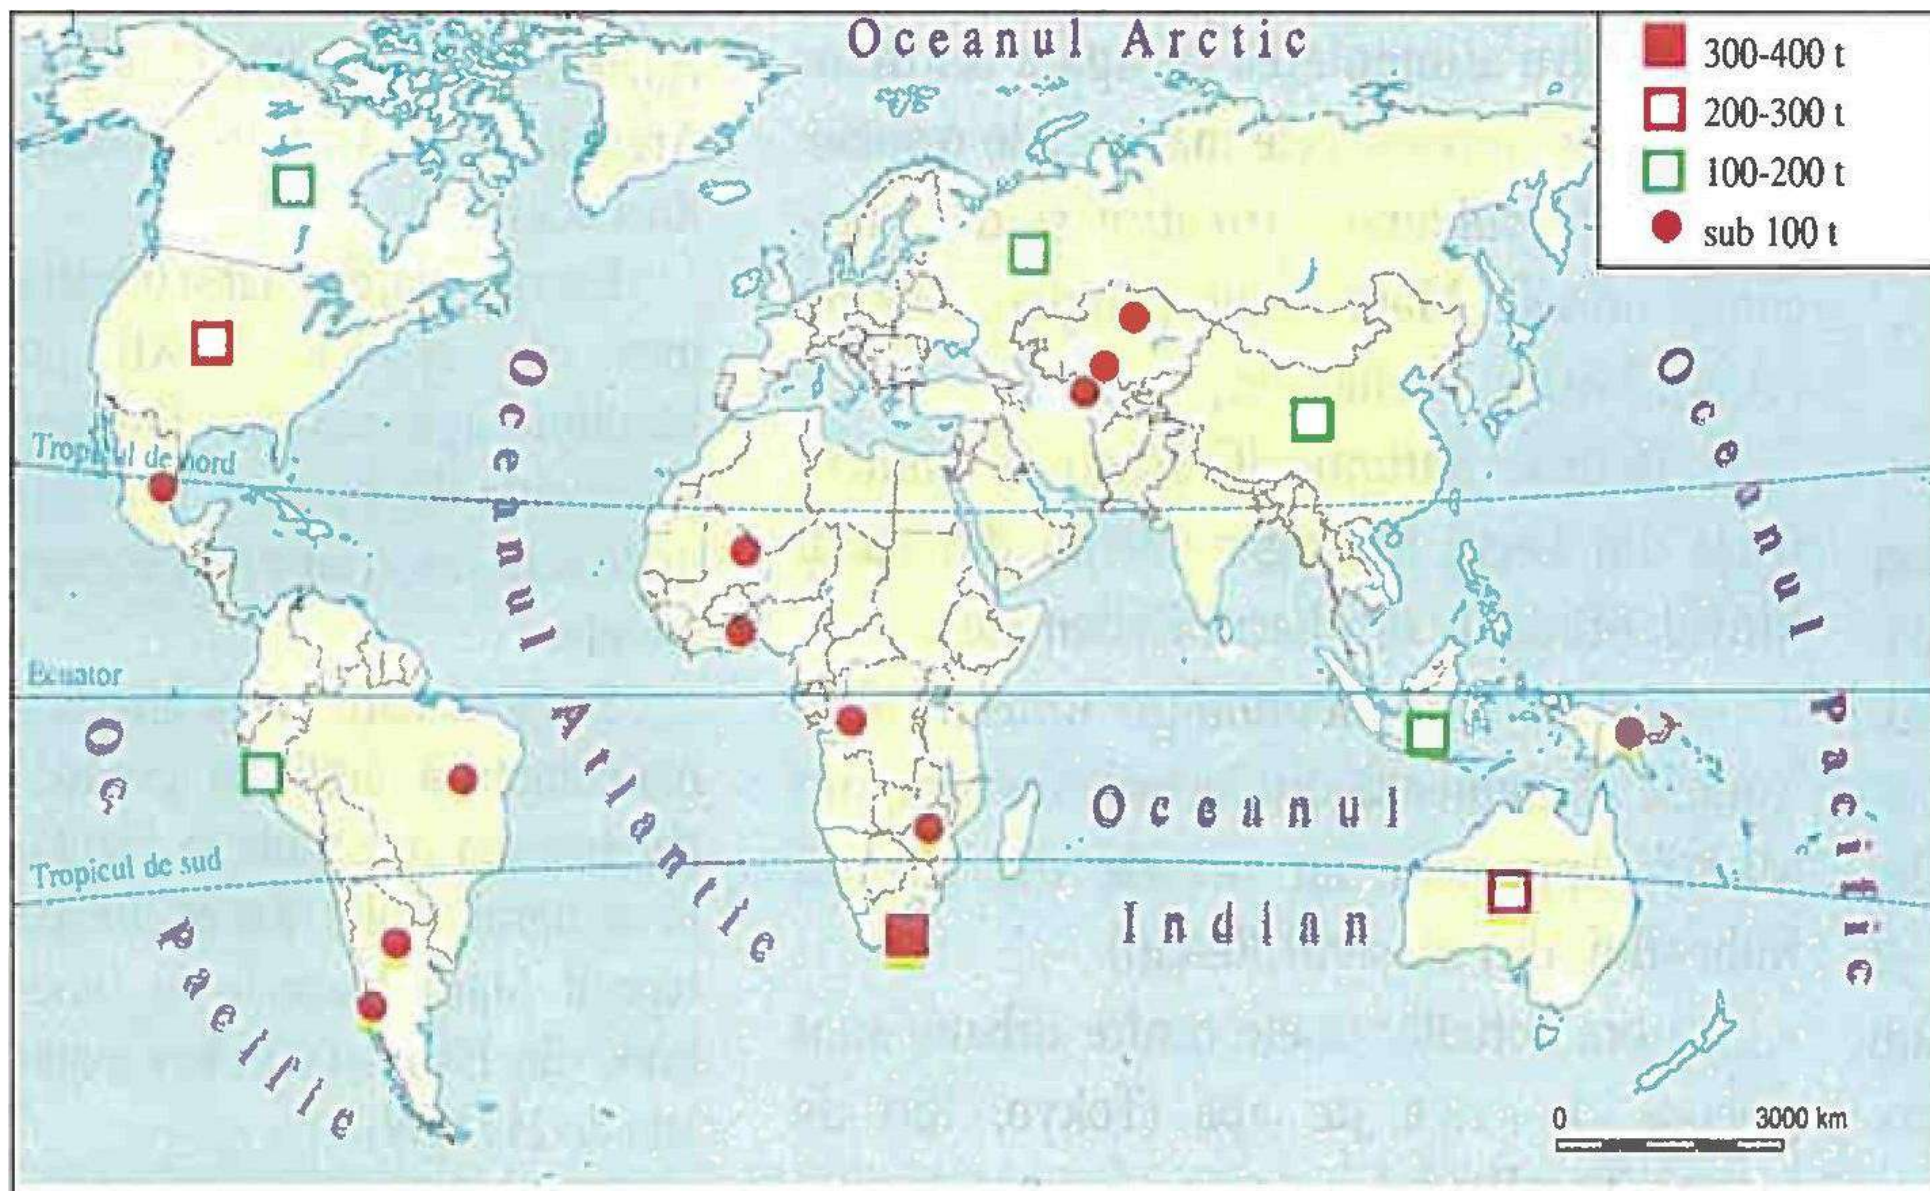 Oceanul Arctic
300-400 t
200-300 t
100-200 t
sub 100 t
Oceanul
Atlantic
Oceanul
Pacific
Tropicul de nord
Ecuator
Oc.
Pacific
Oceanul
Indian
Tropicul de sud
0 3000 km